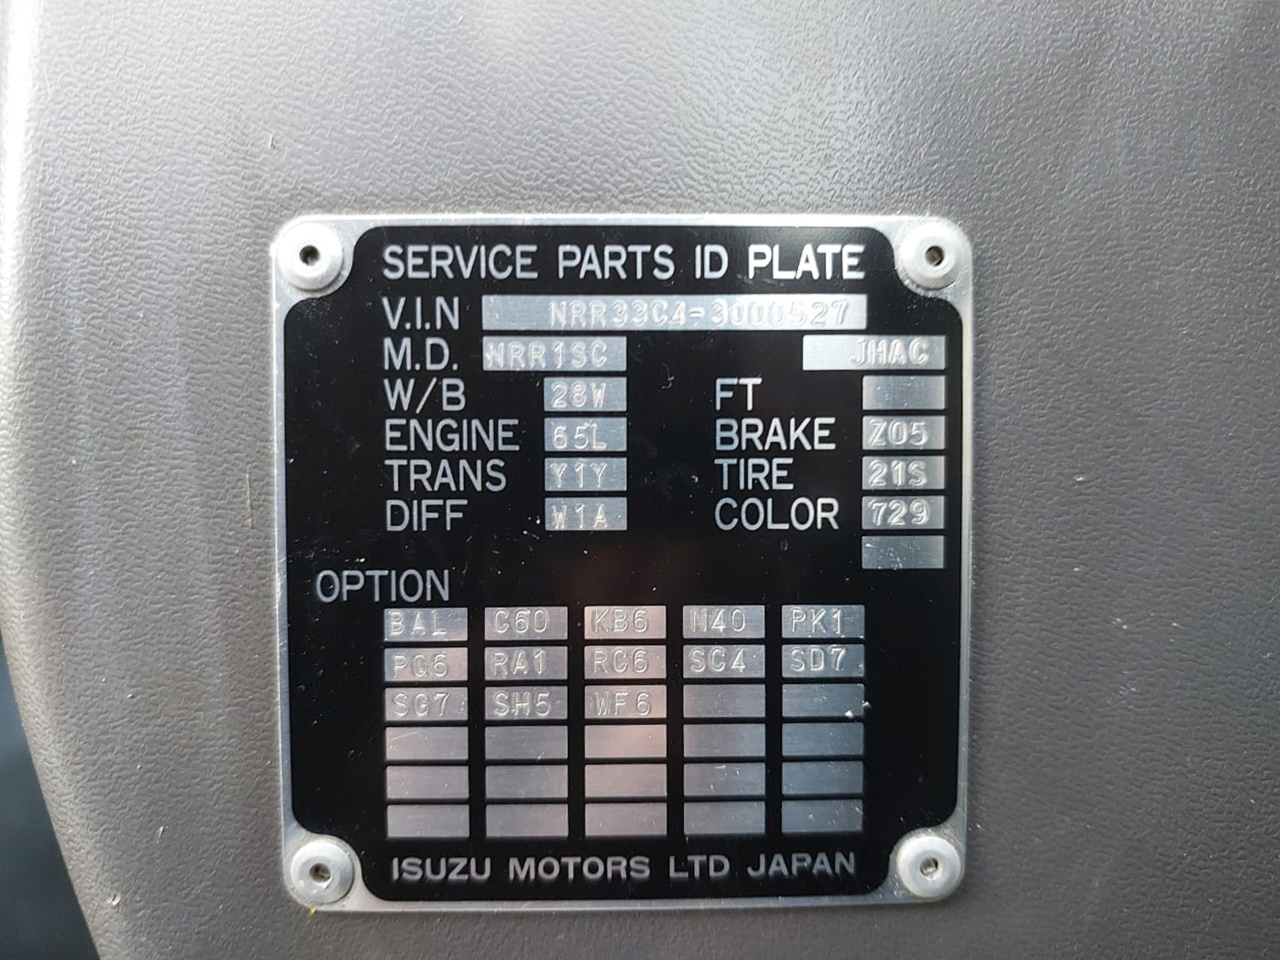 SERVICE PARTS ID PLATE
V.I.N NRR33C4-3000527
M.D. NRR1SC JHAC
W/B 28W FT
ENGINE 65L BRAKE Z05
TRANS Y1Y TIRE 21S
DIFF W1A COLOR 729
OPTION
BAL C60 KB6 N40 PK1
PQ6 RA1 RC6 SC4 SD7
SG7 SH5 WF6
ISUZU MOTORS LTD JAPAN